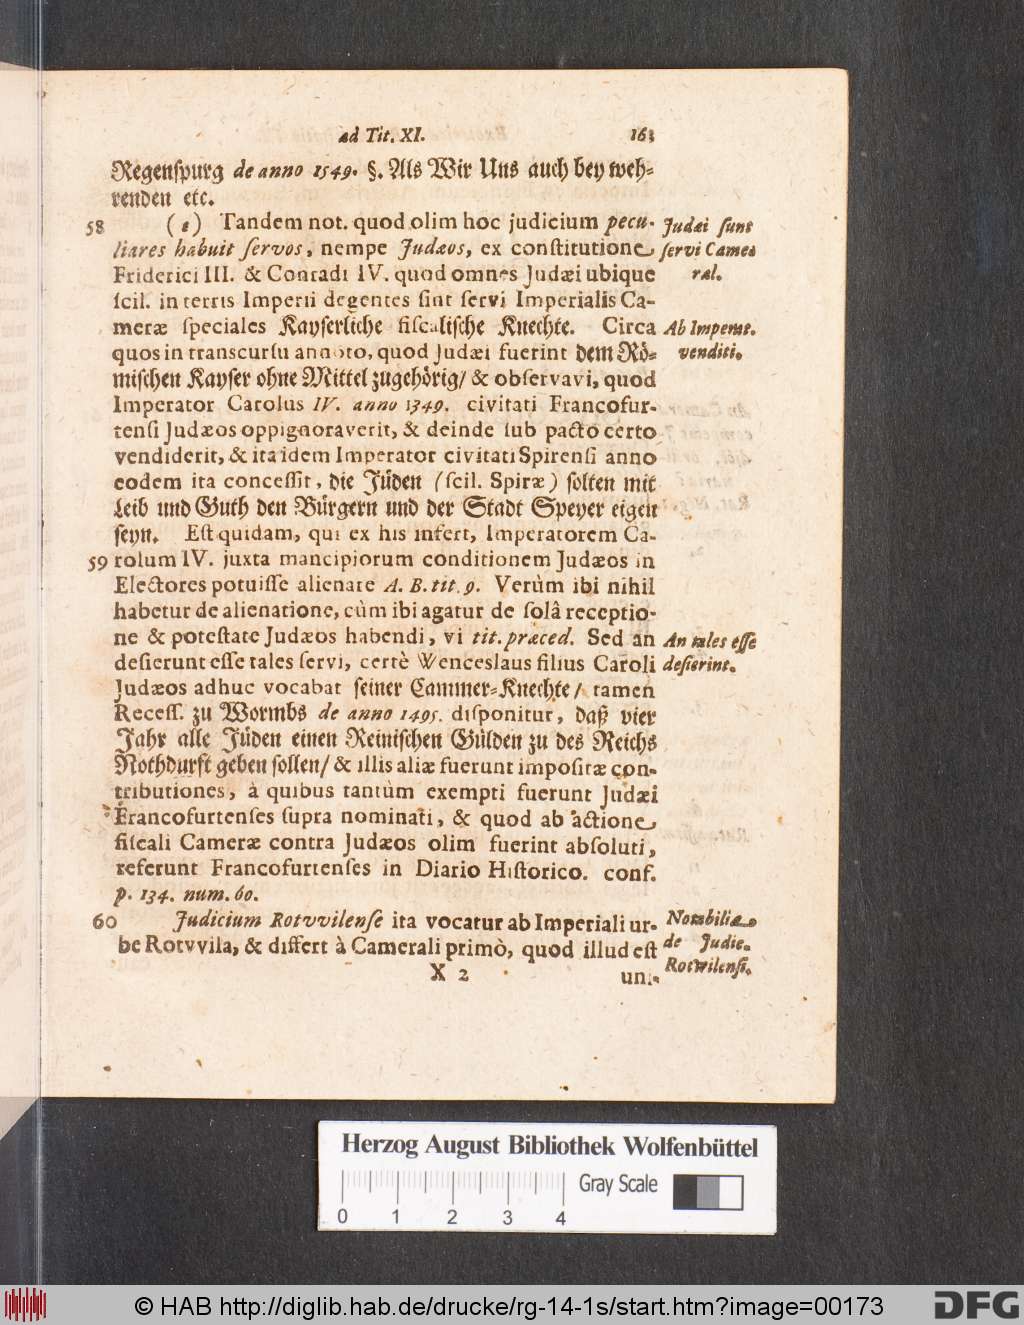 ad Tit. XI. 163
Regenspurg de anno 1549. §. Als Wir Uns auch bey weh-
renden etc.
58 (e) Tandem not. quod olim hoc judicium pecu-
liares habuit servos, nempe Judæos, ex constitutione
Friderici III. & Conradi IV. quod omnes Judæi ubique
scil. in terris Imperii degentes sint servi Imperialis Ca-
meræ speciales Kayserliche fiscalische Knechte. Circa
quos in transcursu annoto, quod Judæi fuerint dem Rö-
mischen Kayser ohne Mittel zugehörig/ & observavi, quod
Imperator Carolus IV. anno 1349. civitati Francofur-
tensi Judæos oppignoraverit, & deinde sub pacto certo
vendiderit, & ita idem Imperator civitati Spirensi anno
eodem ita concessit, die Jüden (scil. Spiræ) solten mit
Leib und Guth den Bürgern und der Stadt Speyer eigen
seyn. Est quidam, qui ex his infert, Imperatorem Ca-
59 rolum IV. juxta mancipiorum conditionem Judæos in
Electores potuisse alienare A. B. tit. 9. Verùm ibi nihil
habetur de alienatione, cùm ibi agatur de solâ receptio-
ne & potestate Judæos habendi, vi tit. præced. Sed an
desierunt esse tales servi, certè Wenceslaus filius Caroli
Judæos adhuc vocabat seiner Cammer-Knechte/ tamen
Recess. zu Wormbs de anno 1495. disponitur, daß vier
Jahr alle Jüden einen Reinischen Gülden zu des Reichs
Nothdurft geben sollen/ & illis aliæ fuerunt impositæ con-
tributiones, à quibus tantùm exempti fuerunt Judæi
Francofurtenses supra nominati, & quod ab actione
fiscali Cameræ contra Judæos olim fuerint absoluti,
referunt Francofurtenses in Diario Historico. conf.
p. 134. num. 60.
60 Judicium Rotvvilense ita vocatur ab Imperiali ur-
be Rotvvila, & differt à Camerali primò, quod illud est
X 2 un-
Judæi sunt
servi Came
ral.
Ab Imperat.
venditi.
An tales esse
desierint.
Notabilia
de Judic.
Rotwilensi.
Herzog August Bibliothek Wolfenbüttel
Gray Scale
0 1 2 3 4
© HAB http://diglib.hab.de/drucke/rg-14-1s/start.htm?image=00173
DFG